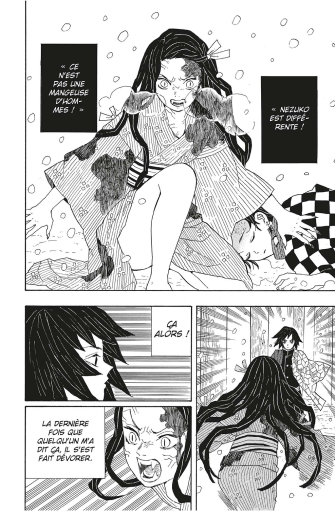 « CE
N'EST
PAS UNE
MANGEUSE
D'HOM-
MES ! »
« NEZUKO
EST DIFFÉ-
RENTE ! »
ÇA
ALORS !
LA DERNIÈRE
FOIS QUE
QUELQU'UN M'A
DIT ÇA, IL S'EST
FAIT DÉVORER.